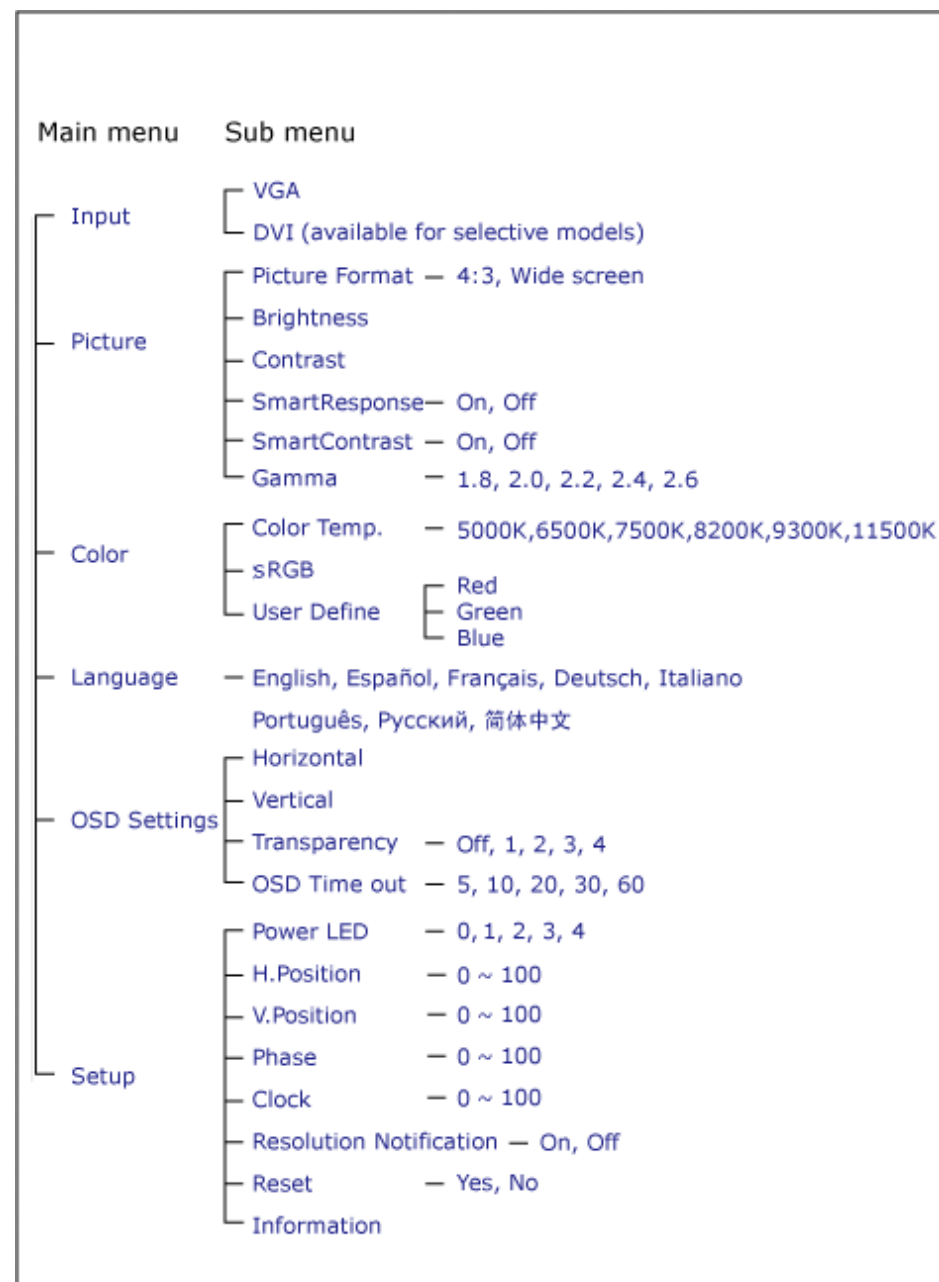 Main menu Sub menu
VGA
Input
DVI (available for selective models)
Picture Format — 4:3, Wide screen
Brightness
Picture
Contrast
SmartResponse — On, Off
SmartContrast — On, Off
Gamma — 1.8, 2.0, 2.2, 2.4, 2.6
Color Temp. — 5000K,6500K,7500K,8200K,9300K,11500K
Color
sRGB
Red
User Define Green
Blue
Language — English, Español, Français, Deutsch, Italiano
Português, Русский, 简体中文
Horizontal
Vertical
OSD Settings
Transparency — Off, 1, 2, 3, 4
OSD Time out — 5, 10, 20, 30, 60
Power LED — 0, 1, 2, 3, 4
H.Position — 0 ~ 100
V.Position — 0 ~ 100
Phase — 0 ~ 100
Setup
Clock — 0 ~ 100
Resolution Notification — On, Off
Reset — Yes, No
Information